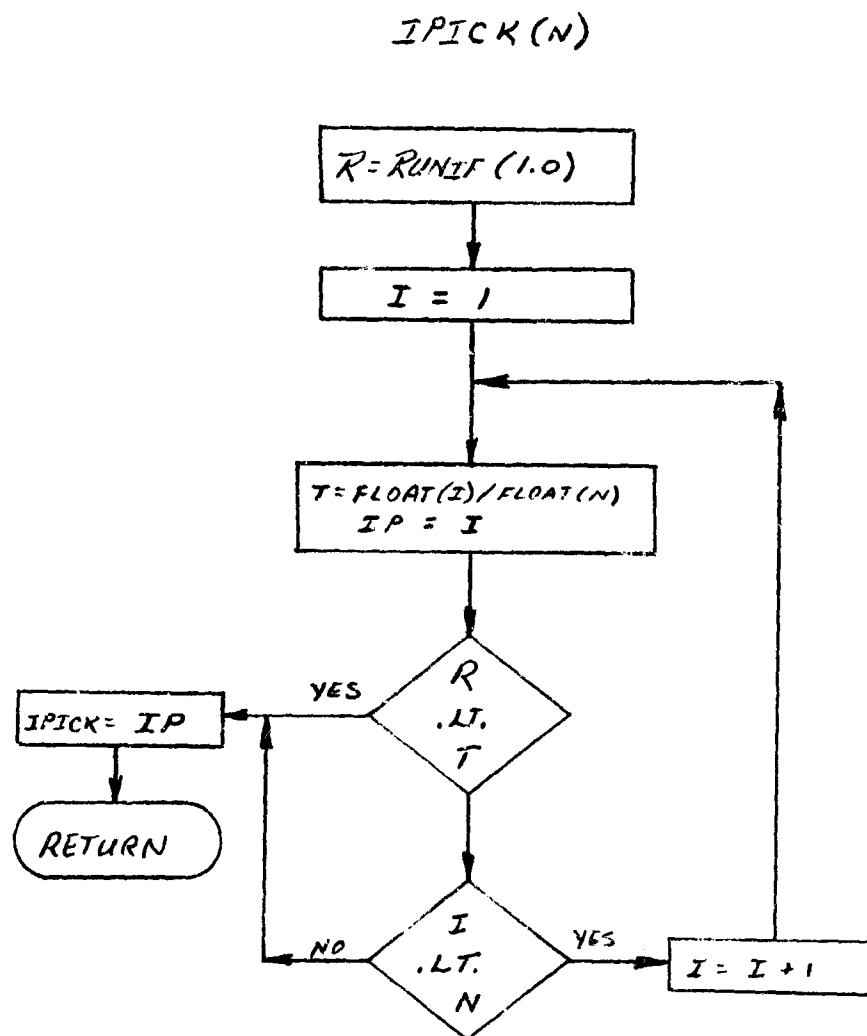 IPICK(N)
R=RUNIF(1.0)
I = 1
T=FLOAT(I)/FLOAT(N)
IP = I
R
.LT.
T
YES
IPICK= IP
RETURN
I
.LT.
N
NO
YES
I = I + 1